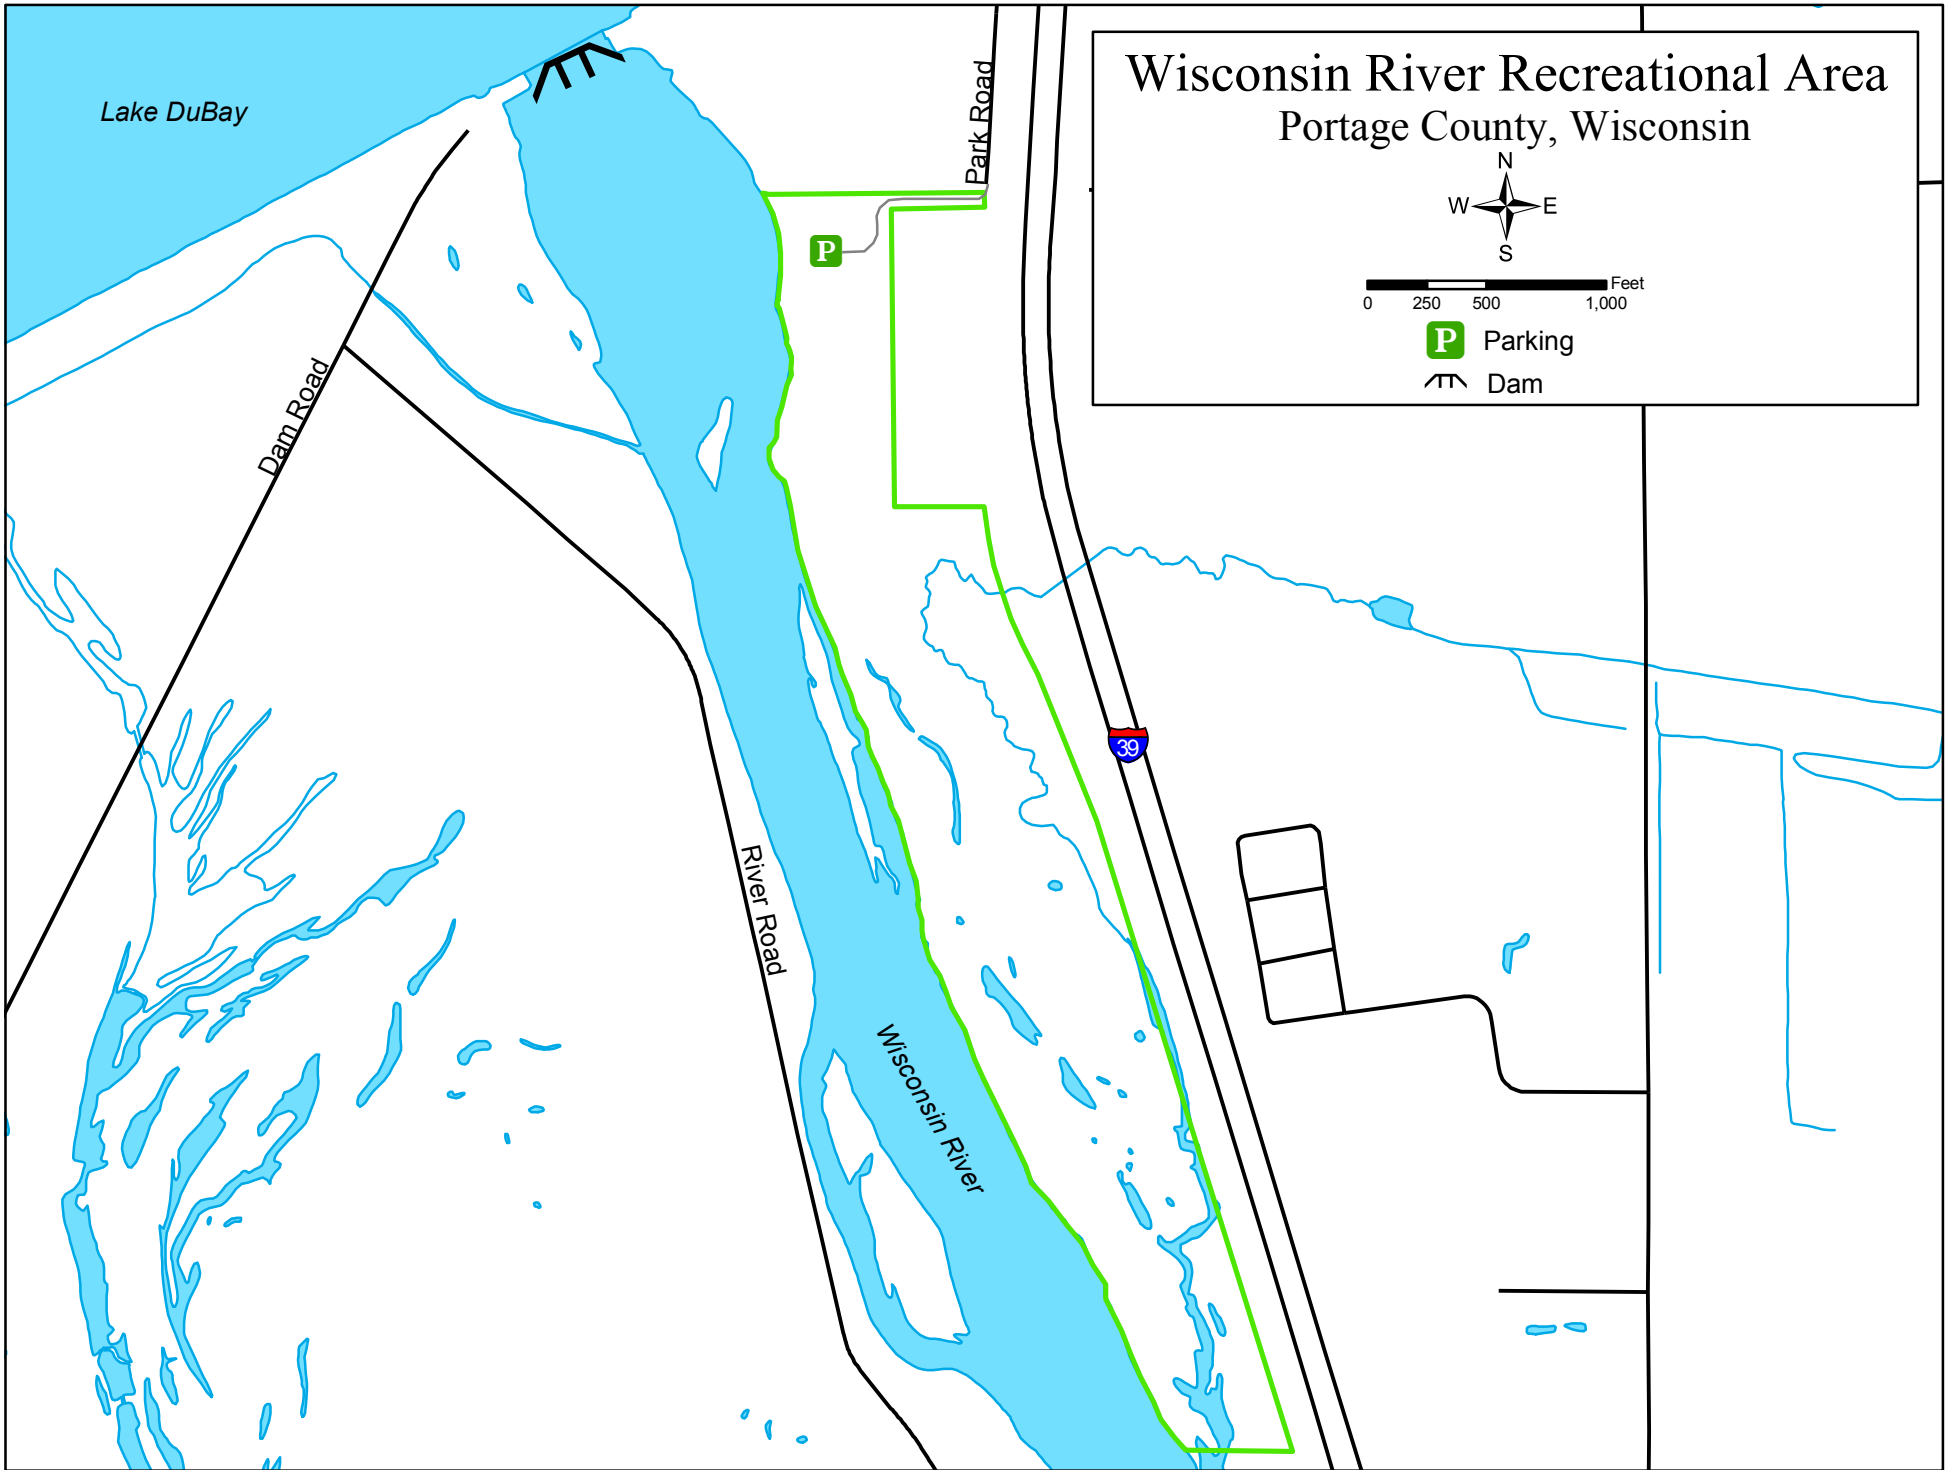 Wisconsin River Recreational Area
Portage County, Wisconsin
N
W
E
S
Feet
0
250
500
1,000
P
Parking
Dam
Lake DuBay
Park Road
P
Dam Road
39
River Road
Wisconsin River